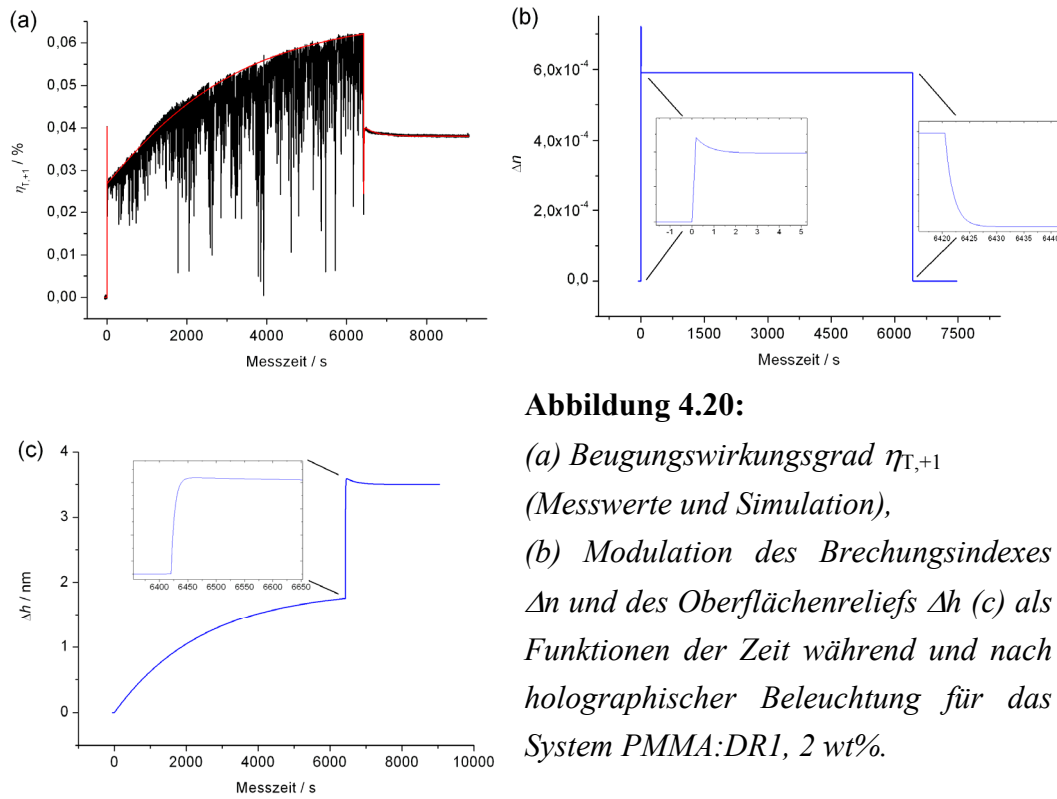 (a)
0,06
0,05
0,04
0,03
0,02
0,01
0,00
ηT,+1 / %
0 2000 4000 6000 8000
Messzeit / s
(b)
6,0x10-4
4,0x10-4
2,0x10-4
0,0
Δn
-1 0 1 2 3 4 5
6420 6425 6430 6435 6440
0 1500 3000 4500 6000 7500
Messzeit / s
(c)
4
3
2
1
0
Δh / nm
6400 6450 6500 6550 6600 6650
0 2000 4000 6000 8000 10000
Messzeit / s
Abbildung 4.20:
(a) Beugungswirkungsgrad ηT,+1
(Messwerte und Simulation),
(b) Modulation des Brechungsindexes
Δn und des Oberflächenreliefs Δh (c) als
Funktionen der Zeit während und nach
holographischer Beleuchtung für das
System PMMA:DR1, 2 wt%.